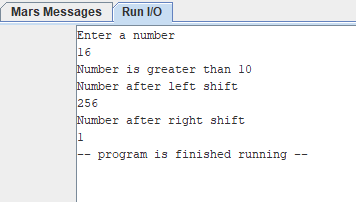 Mars Messages Run I/O
Enter a number
16
Number is greater than 10
Number after left shift
256
Number after right shift
1
-- program is finished running --